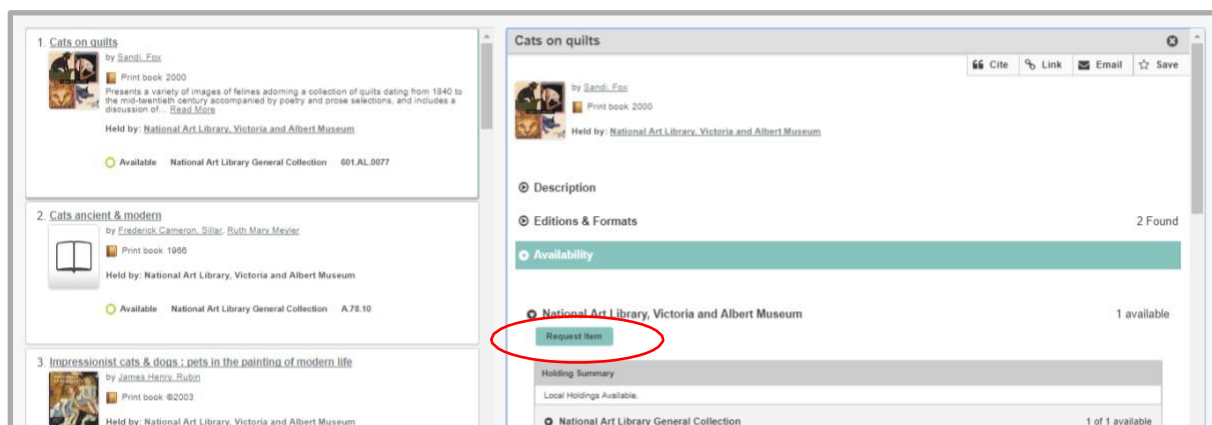 1. Cats on quilts
by Sandi, Fox
Print book 2000
Presents a variety of images of felines adorning a collection of quilts dating from 1840 to
the mid-twentieth century accompanied by poetry and prose selections, and includes a
discussion of... Read More
Held by: National Art Library, Victoria and Albert Museum
Available National Art Library General Collection 601.AL.0077
2. Cats ancient & modern
by Frederick Cameron, Sillar, Ruth Mary Meyler
Print book 1966
Held by: National Art Library, Victoria and Albert Museum
Available National Art Library General Collection A.78.10
3. Impressionist cats & dogs : pets in the painting of modern life
by James Henry, Rubin
Print book ©2003
Held by: National Art Library, Victoria and Albert Museum
Cats on quilts
Cite Link Email Save
by Sandi, Fox
Print book 2000
Held by: National Art Library, Victoria and Albert Museum
Description
Editions & Formats 2 Found
Availability
National Art Library, Victoria and Albert Museum 1 available
Request Item
Holding Summary
Local Holdings Available.
National Art Library General Collection 1 of 1 available